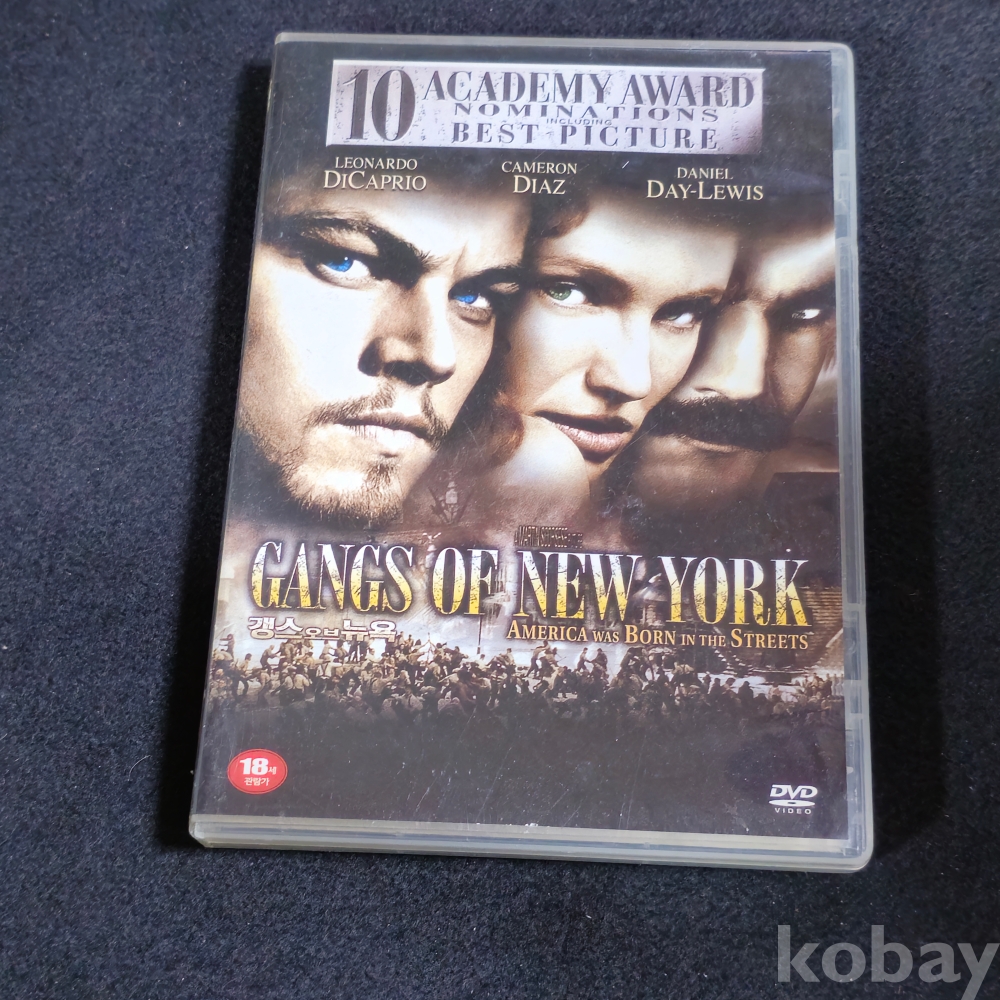 10 ACADEMY AWARD
NOMINATIONS
INCLUDING
BEST PICTURE
LEONARDO
DICAPRIO
CAMERON
DIAZ
DANIEL
DAY-LEWIS
GANGS OF NEW YORK
갱스 오브 뉴욕
AMERICA WAS BORN IN THE STREETS
18세
관람가
DVD
VIDEO
kobay